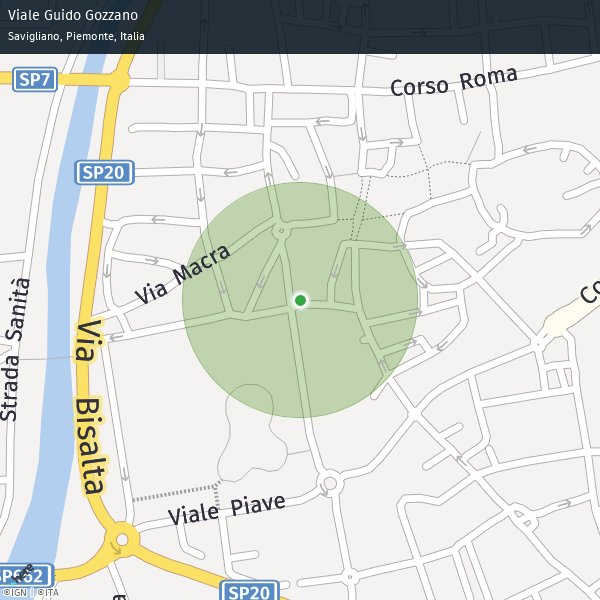 Viale Guido Gozzano
Savigliano, Piemonte, Italia
SP7
Corso Roma
SP20
Via Macra
Strada Sanità
Via Bisalta
Viale Piave
SP662
SP20
©IGN | ©ITA